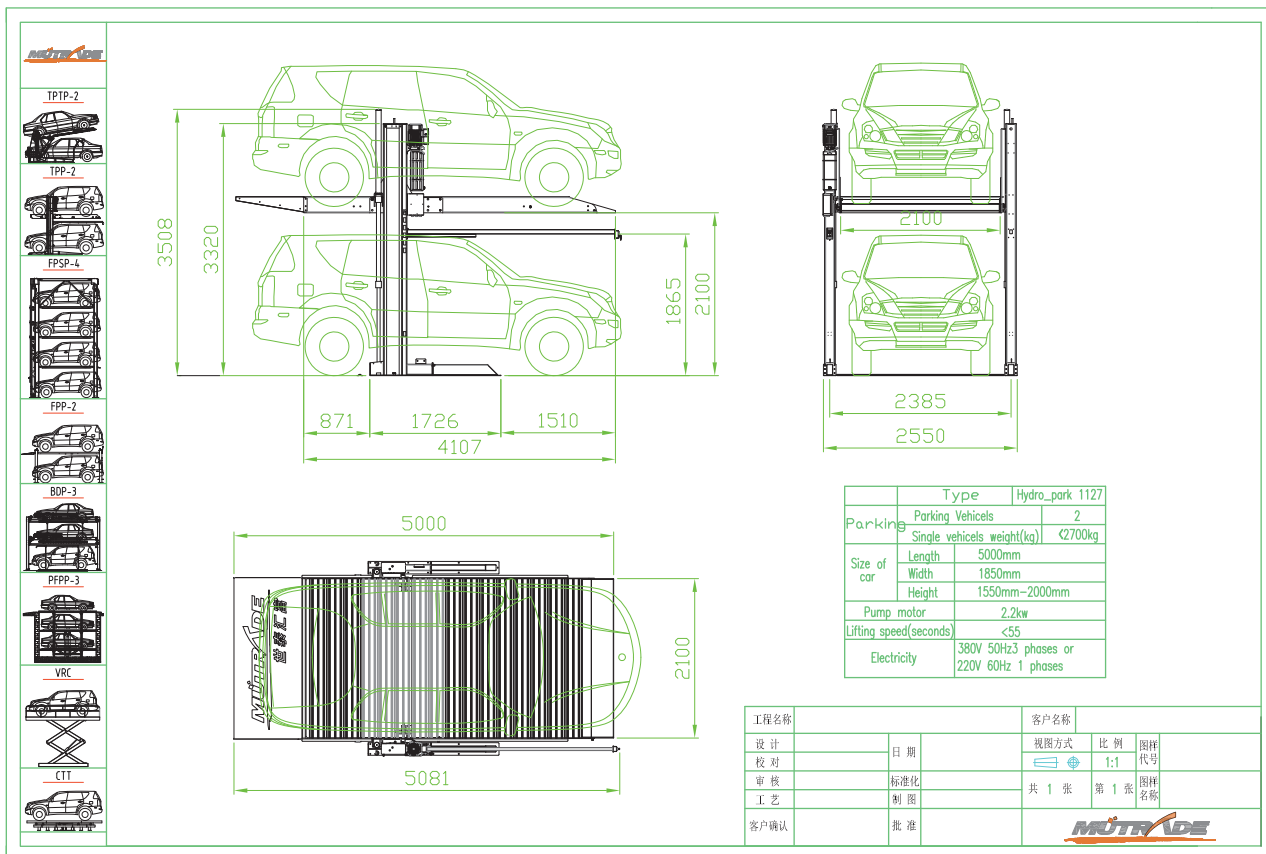 MUTRADE
TPTP-2
TPP-2
FPSP-4
FPP-2
BDP-3
PFPP-3
VRC
CTT
3508
3320
1865
2100
871
1726
1510
4107
2100
2385
2550
5000
MUTRADE
世泰汇智
2100
5081
Type Hydro_park 1127
Parking
Parking Vehicels 2
Single vehicels weight(kg) <2700kg
Size of car
Length 5000mm
Width 1850mm
Height 1550mm-2000mm
Pump motor 2.2kw
Lifting speed(seconds) <55
Electricity
380V 50Hz3 phases or
220V 60Hz 1 phases
工程名称 客户名称
设 计 日 期 视图方式 比 例 图样代号
校 对 1:1
审 核 标准化 共 1 张 第 1 张 图样名称
工 艺 制 图
客户确认 批 准
MUTRADE